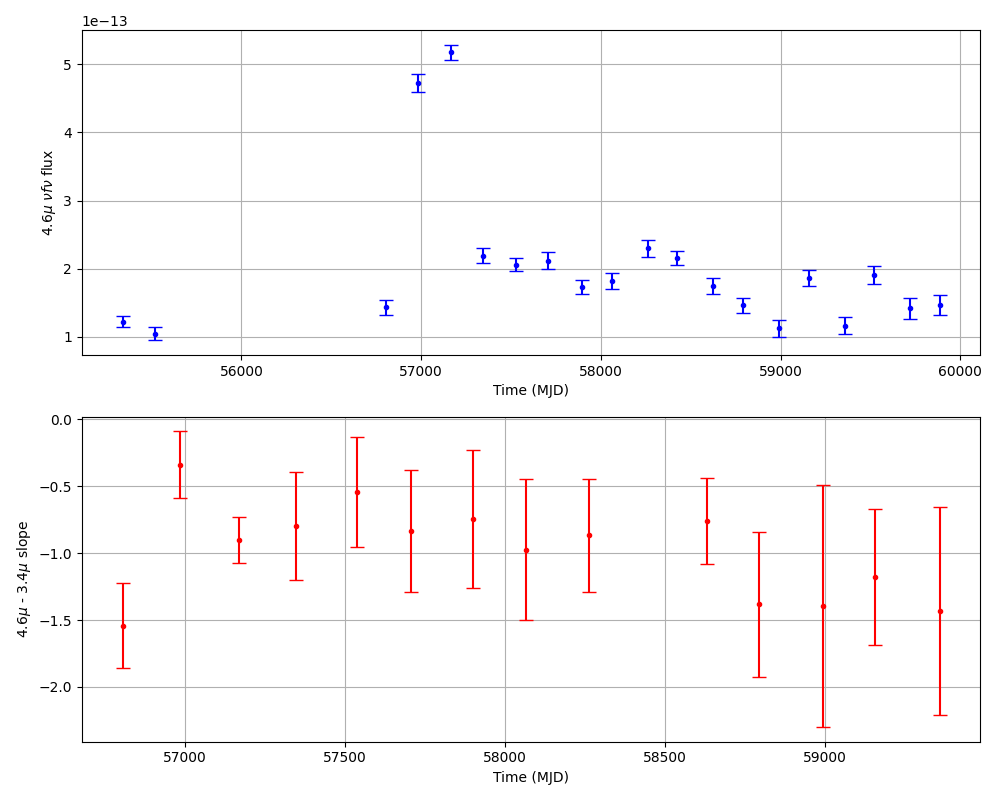 1e−13
5
4
3
2
1
4.6μ νfν flux
56000 57000 58000 59000 60000
Time (MJD)
0.0
−0.5
−1.0
−1.5
−2.0
4.6μ - 3.4μ slope
57000 57500 58000 58500 59000
Time (MJD)